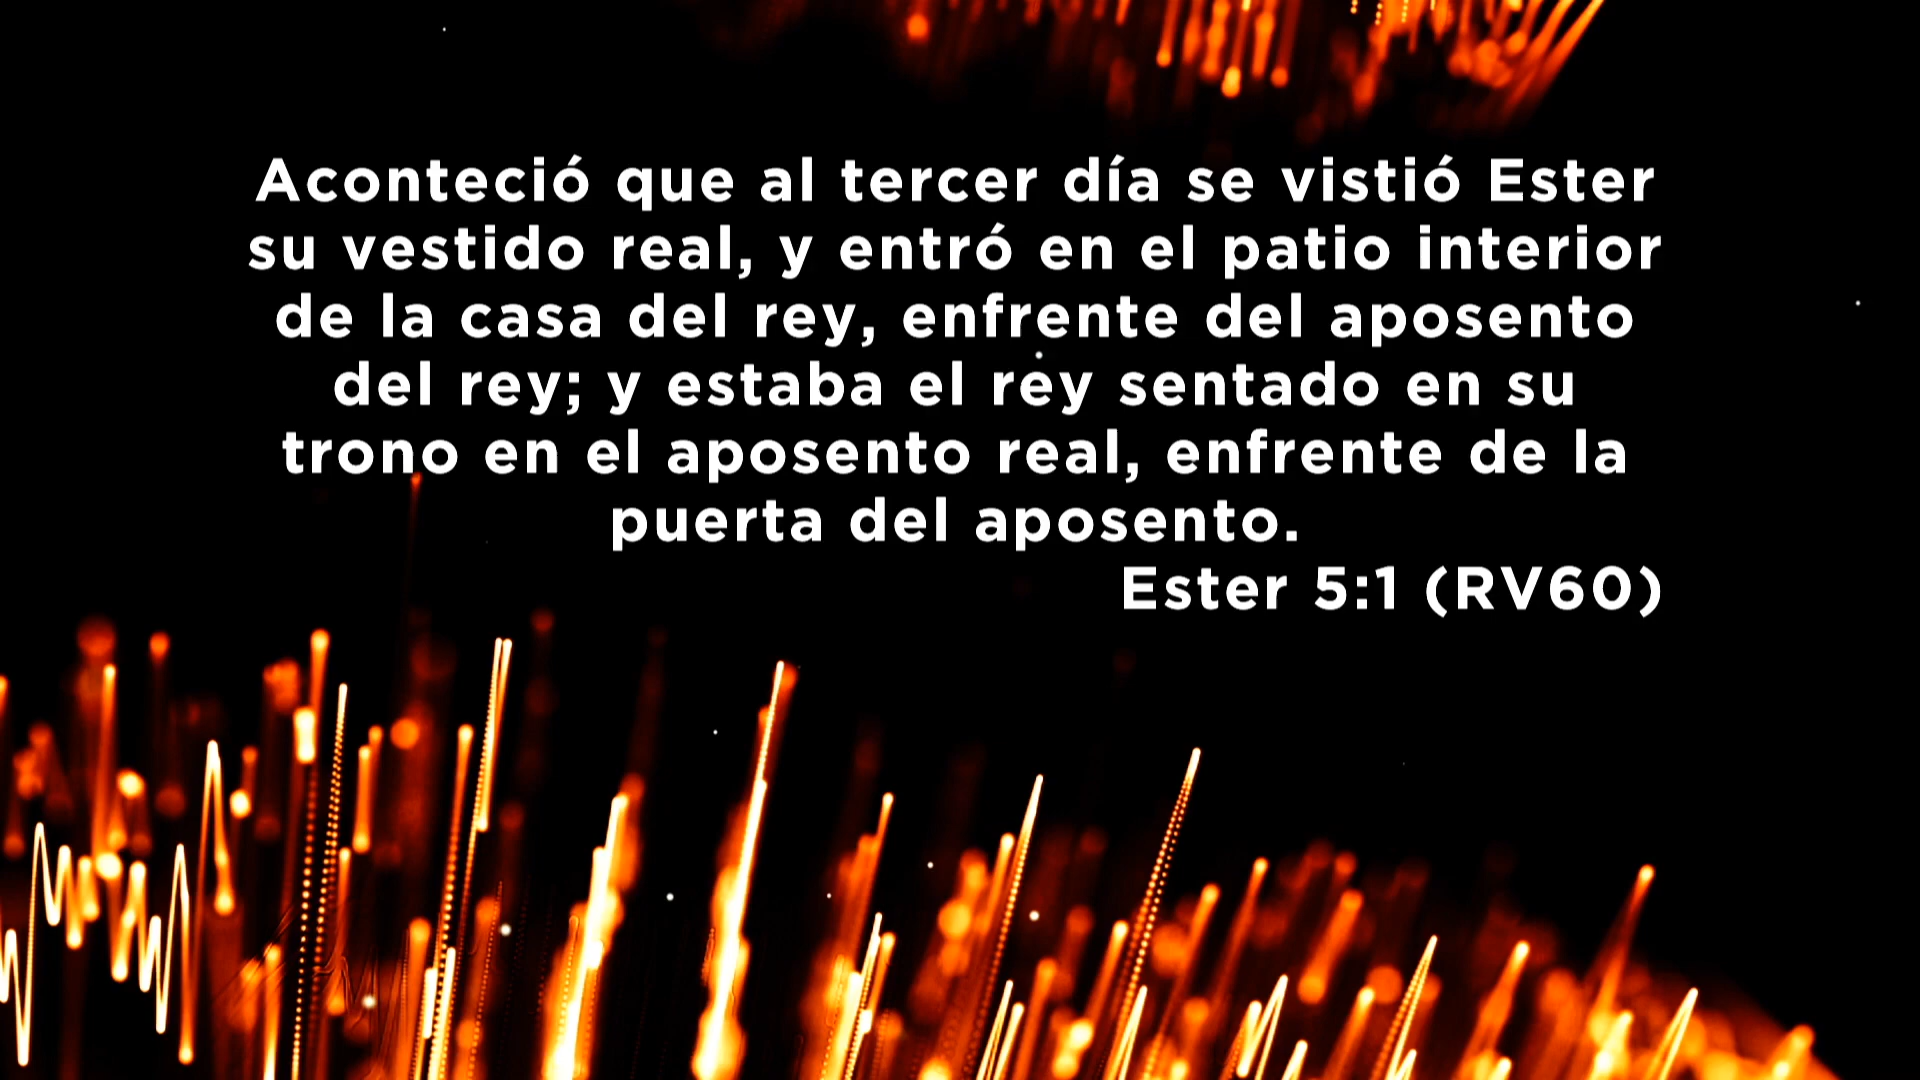 Aconteció que al tercer día se vistió Ester
su vestido real, y entró en el patio interior
de la casa del rey, enfrente del aposento
del rey; y estaba el rey sentado en su
trono en el aposento real, enfrente de la
puerta del aposento.
Ester 5:1 (RV60)